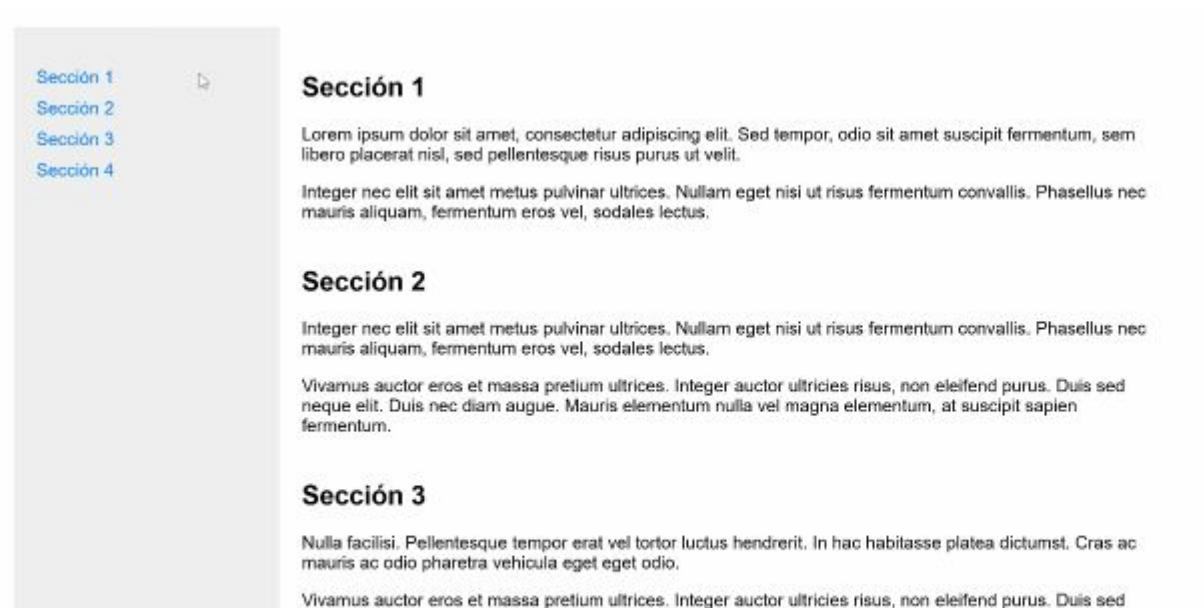 Sección 1
Sección 2
Sección 3
Sección 4
Sección 1
Lorem ipsum dolor sit amet, consectetur adipiscing elit. Sed tempor, odio sit amet suscipit fermentum, sem
libero placerat nisl, sed pellentesque risus purus ut velit.
Integer nec elit sit amet metus pulvinar ultrices. Nullam eget nisi ut risus fermentum convallis. Phasellus nec
mauris aliquam, fermentum eros vel, sodales lectus.
Sección 2
Integer nec elit sit amet metus pulvinar ultrices. Nullam eget nisi ut risus fermentum convallis. Phasellus nec
mauris aliquam, fermentum eros vel, sodales lectus.
Vivamus auctor eros et massa pretium ultrices. Integer auctor ultricies risus, non eleifend purus. Duis sed
neque elit. Duis nec diam augue. Mauris elementum nulla vel magna elementum, at suscipit sapien
fermentum.
Sección 3
Nulla facilisi. Pellentesque tempor erat vel tortor luctus hendrerit. In hac habitasse platea dictumst. Cras ac
mauris ac odio pharetra vehicula eget eget odio.
Vivamus auctor eros et massa pretium ultrices. Integer auctor ultricies risus, non eleifend purus. Duis sed